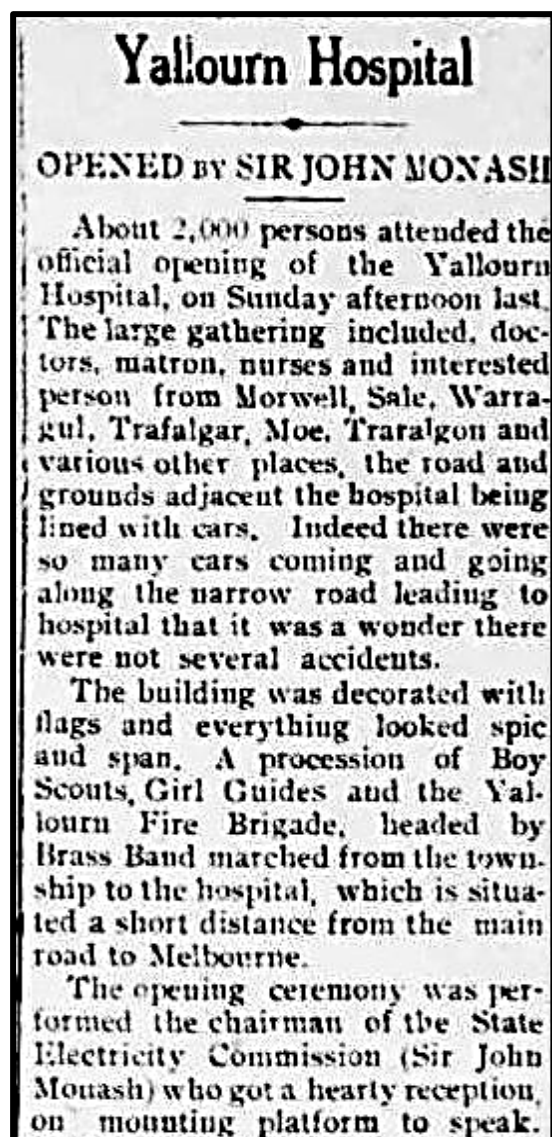 Yallourn Hospital
OPENED BY SIR JOHN MONASH
About 2,000 persons attended the
official opening of the Yallourn
Hospital, on Sunday afternoon last.
The large gathering included, doc-
tors, matron, nurses and interested
person from Morwell, Sale, Warra-
gul, Trafalgar, Moe, Traralgon and
various other places, the road and
grounds adjacent the hospital being
lined with cars. Indeed there were
so many cars coming and going
along the narrow road leading to
hospital that it was a wonder there
were not several accidents.
The building was decorated with
flags and everything looked spic
and span. A procession of Boy
Scouts, Girl Guides and the Yal-
lourn Fire Brigade, headed by
Brass Band marched from the town-
ship to the hospital, which is situa-
ted a short distance from the main
road to Melbourne.
The opening ceremony was per-
formed the chairman of the State
Electricity Commission (Sir John
Monash) who got a hearty reception,
on mounting platform to speak.